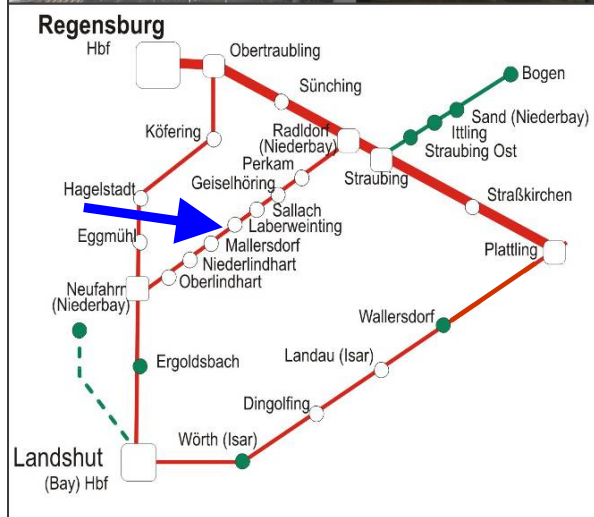 Regensburg
Hbf
Obertraubling
Sünching
Bogen
Sand (Niederbay)
Ittling
Straubing Ost
Köfering
Radldorf
(Niederbay)
Perkam
Straubing
Geiselhöring
Hagelstadt
Sallach
Laberweinting
Straßkirchen
Eggmühl
Mallersdorf
Plattling
Niederlindhart
Oberlindhart
Neufahrn
(Niederbay)
Wallersdorf
Ergoldsbach
Landau (Isar)
Dingolfing
Wörth (Isar)
Landshut
(Bay) Hbf